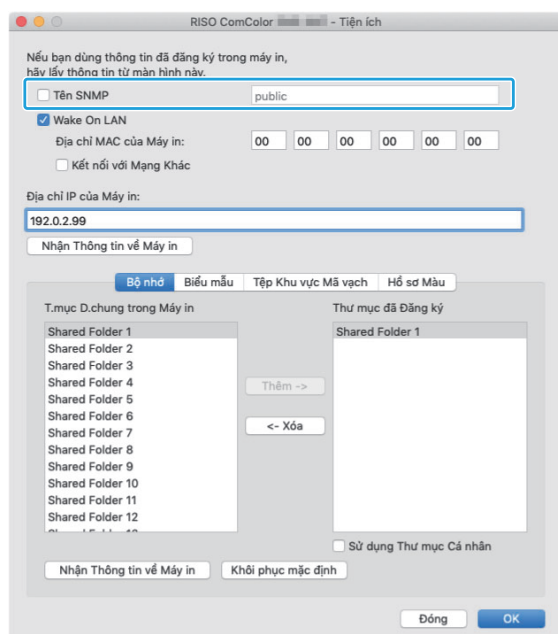 RISO ComColor - Tiện ích
Nếu bạn dùng thông tin đã đăng ký trong máy in,
hãy lấy thông tin từ màn hình này.
Tên SNMP public
Wake On LAN
Địa chỉ MAC của Máy in: 00 00 00 00 00 00
Kết nối với Mạng Khác
Địa chỉ IP của Máy in:
192.0.2.99
Nhận Thông tin về Máy in
Bộ nhớ Biểu mẫu Tệp Khu vực Mã vạch Hồ sơ Màu
T.mục D.chung trong Máy in Thư mục đã Đăng ký
Shared Folder 1 Shared Folder 1
Shared Folder 2
Shared Folder 3
Shared Folder 4
Thêm ->
Shared Folder 5
Shared Folder 6
<- Xóa
Shared Folder 7
Shared Folder 8
Shared Folder 9
Shared Folder 10
Shared Folder 11
Shared Folder 12
Sử dụng Thư mục Cá nhân
Nhận Thông tin về Máy in Khôi phục mặc định
Đóng OK